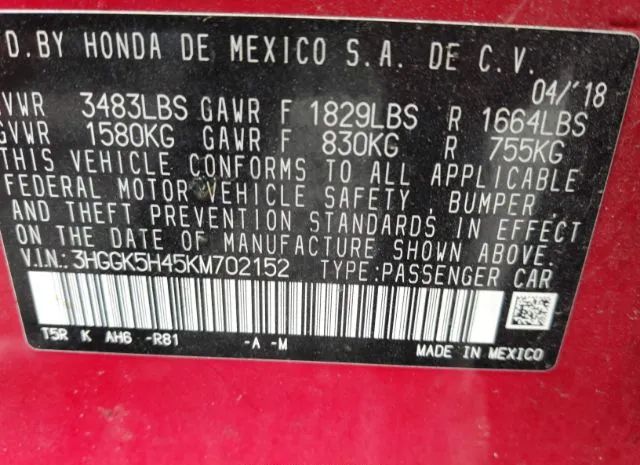 D. BY HONDA DE MEXICO S.A. DE C.V.
04/'18
VWR 3483LBS GAWR F 1829LBS R 1664LBS
GVWR 1580KG GAWR F 830KG R 755KG
THIS VEHICLE CONFORMS TO ALL APPLICABLE
FEDERAL MOTOR VEHICLE SAFETY, BUMPER,
AND THEFT PREVENTION STANDARDS IN EFFECT
ON THE DATE OF MANUFACTURE SHOWN ABOVE.
V.I.N.:3HGGK5H45KM702152 TYPE:PASSENGER CAR
T5R K AH6 -R81 -A -M
MADE IN MEXICO